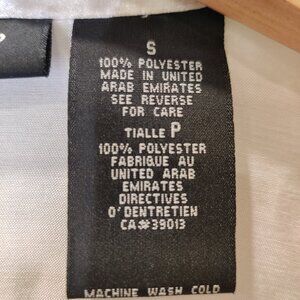 S
100% POLYESTER
MADE IN UNITED
ARAB EMIRATES
SEE REVERSE
FOR CARE
TIALLE P
100% POLYESTER
FABRIQUE AU
UNITED ARAB
EMIRATES
DIRECTIVES
O'DENTRETIEN
CA#39013
MACHINE WASH COLD